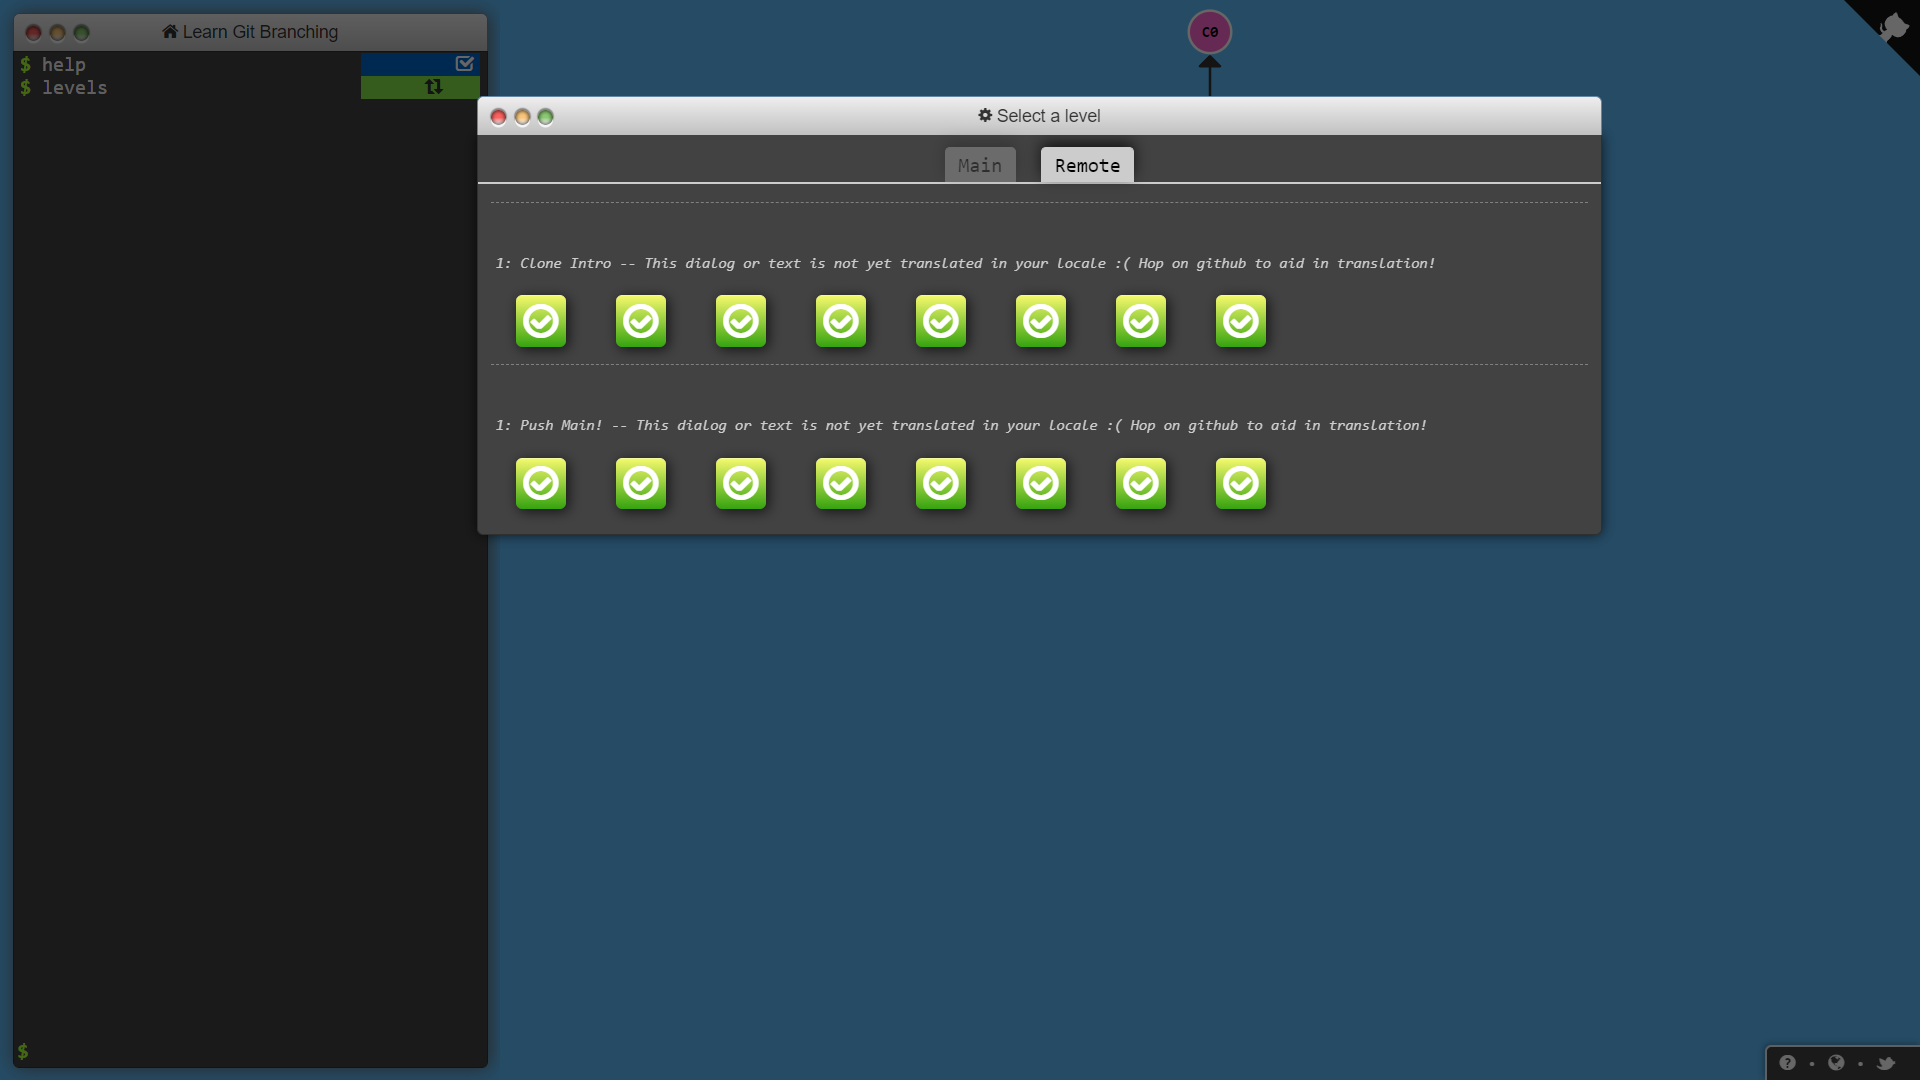 Learn Git Branching
$ help
$ levels
C0
Select a level
Main
Remote
1: Clone Intro -- This dialog or text is not yet translated in your locale :( Hop on github to aid in translation!
1: Push Main! -- This dialog or text is not yet translated in your locale :( Hop on github to aid in translation!
$